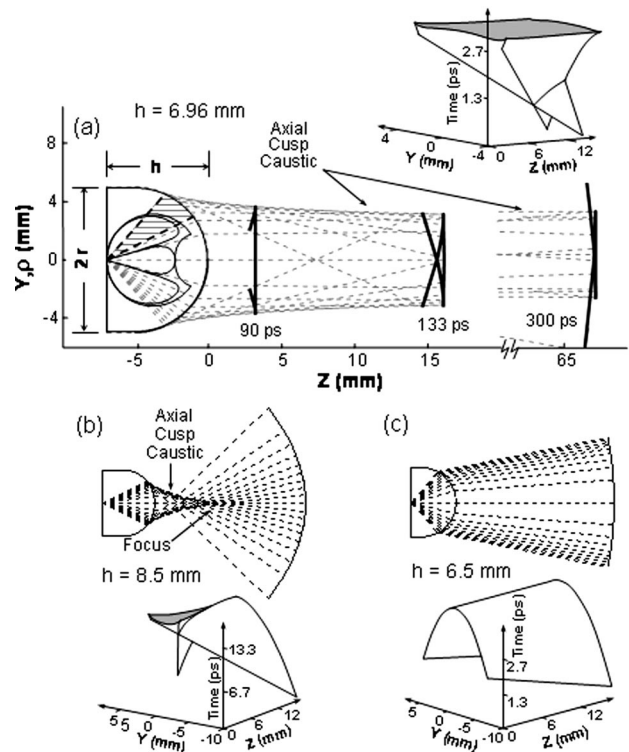 2.7
1.3
Time (ps)
4
0
-4
Y (mm)
0
6
12
Z (mm)
(a)
h = 6.96 mm
h
Axial
Cusp
Caustic
8
4
0
-4
Y,ρ (mm)
2 r
90 ps
133 ps
300 ps
-5
0
5
10
15
65
Z (mm)
(b)
Axial
Cusp
Caustic
Focus
h = 8.5 mm
13.3
6.7
Time (ps)
5
0
-5
-10
Y (mm)
0
6
12
Z (mm)
(c)
h = 6.5 mm
2.7
1.3
Time (ps)
5
0
-5
-10
Y (mm)
0
6
12
Z (mm)